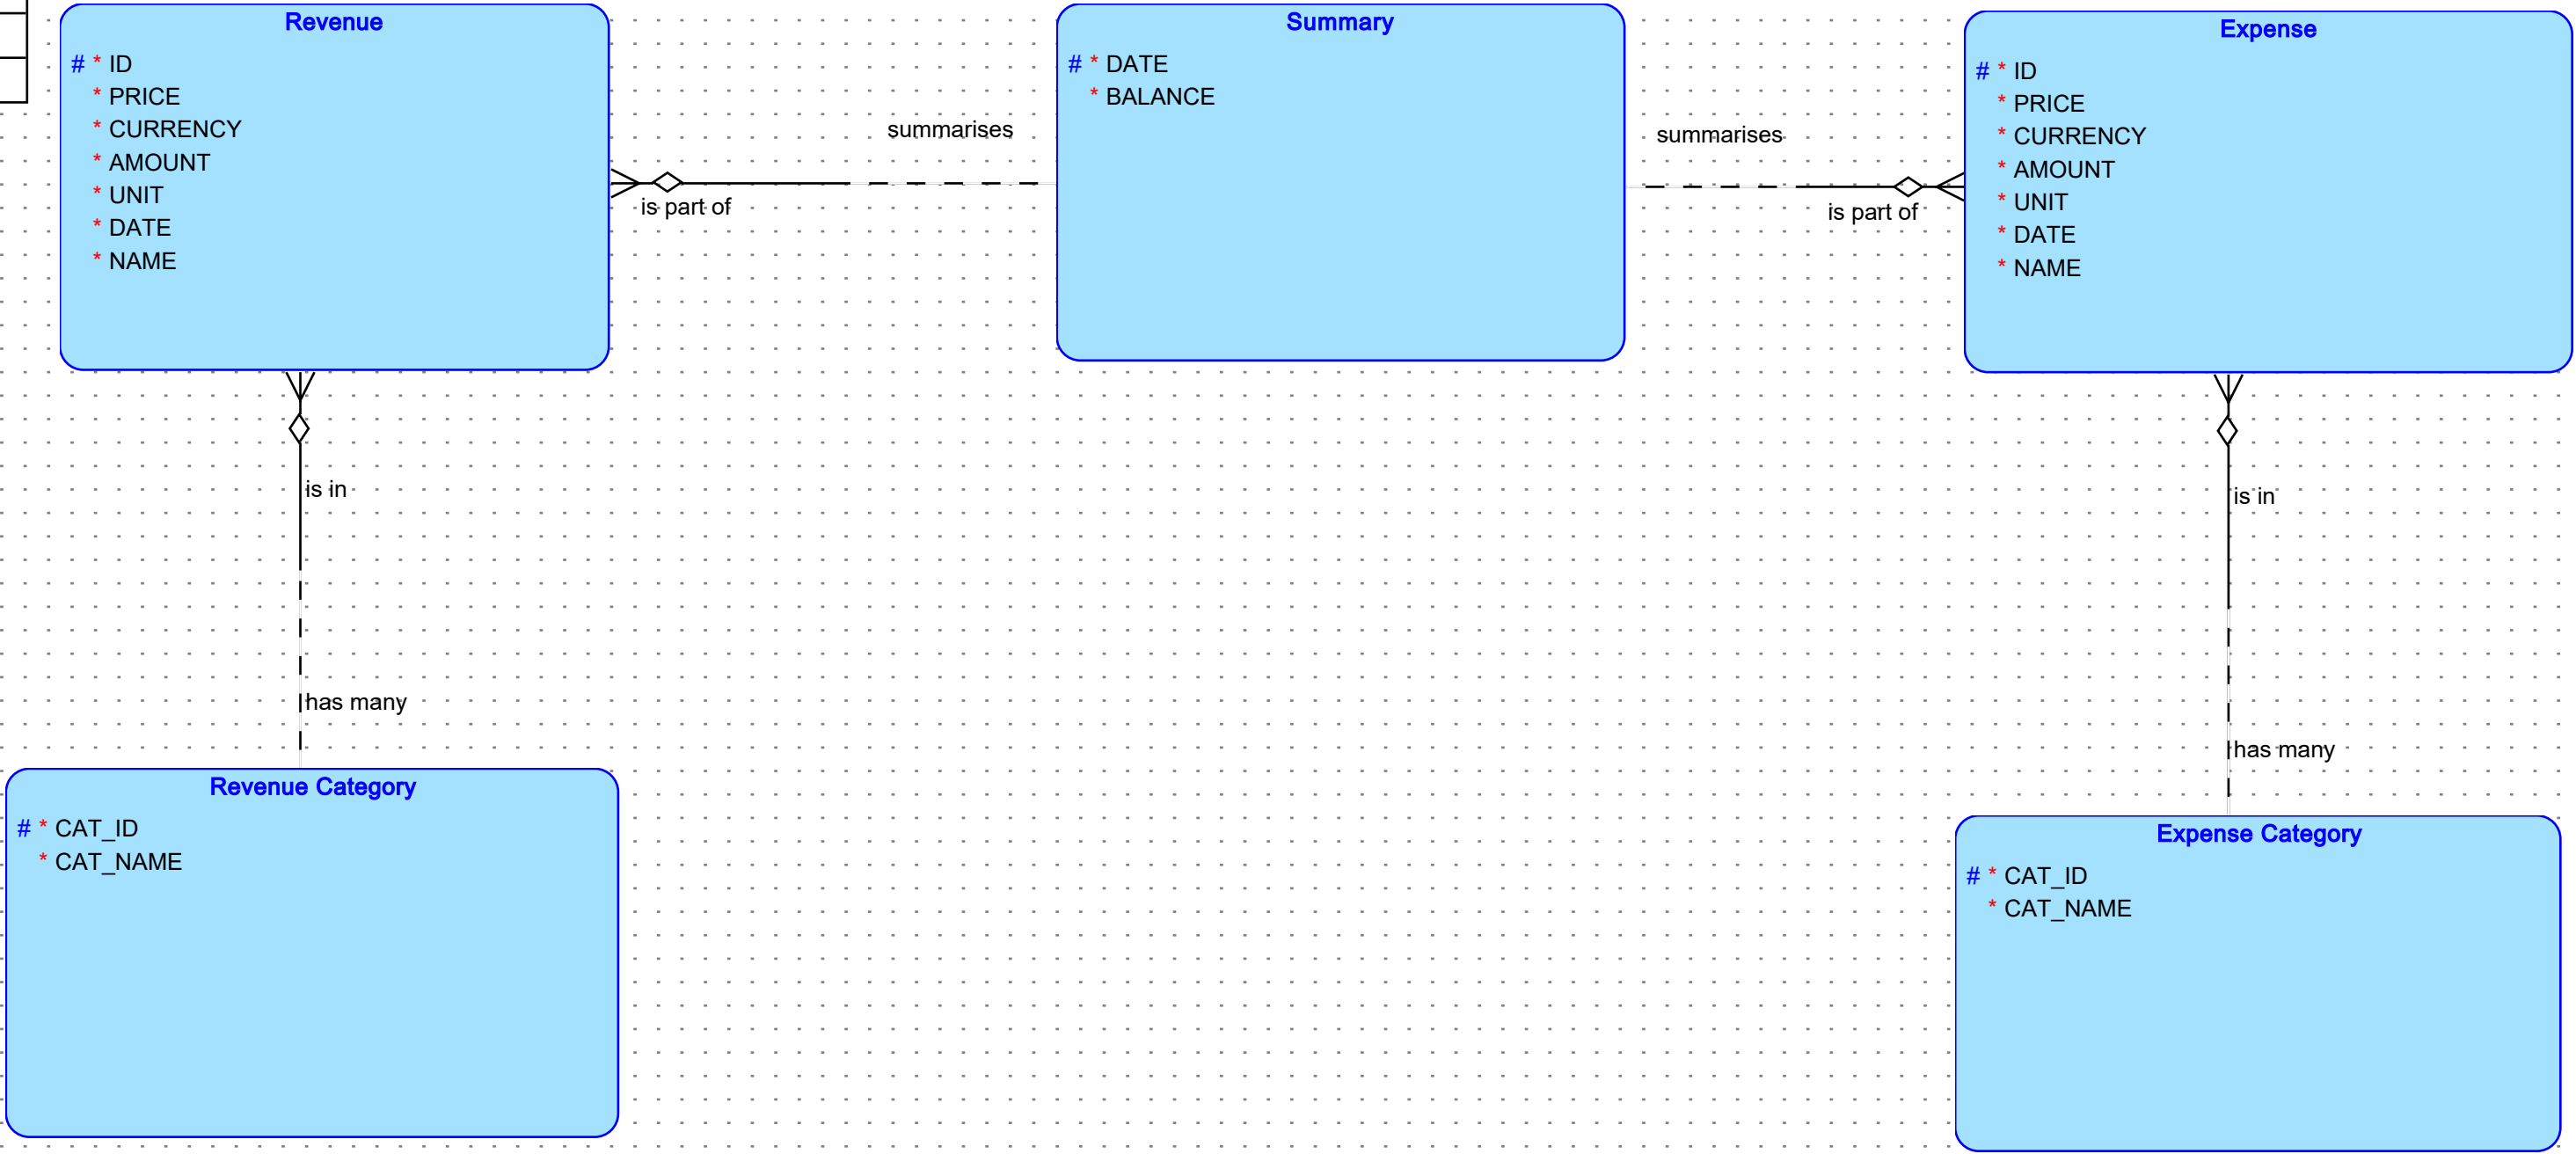 Revenue
# * ID
* PRICE
* CURRENCY
* AMOUNT
* UNIT
* DATE
* NAME
Summary
# * DATE
* BALANCE
Expense
# * ID
* PRICE
* CURRENCY
* AMOUNT
* UNIT
* DATE
* NAME
summarises
is part of
summarises
is part of
is in
has many
is in
has many
Revenue Category
# * CAT_ID
* CAT_NAME
Expense Category
# * CAT_ID
* CAT_NAME